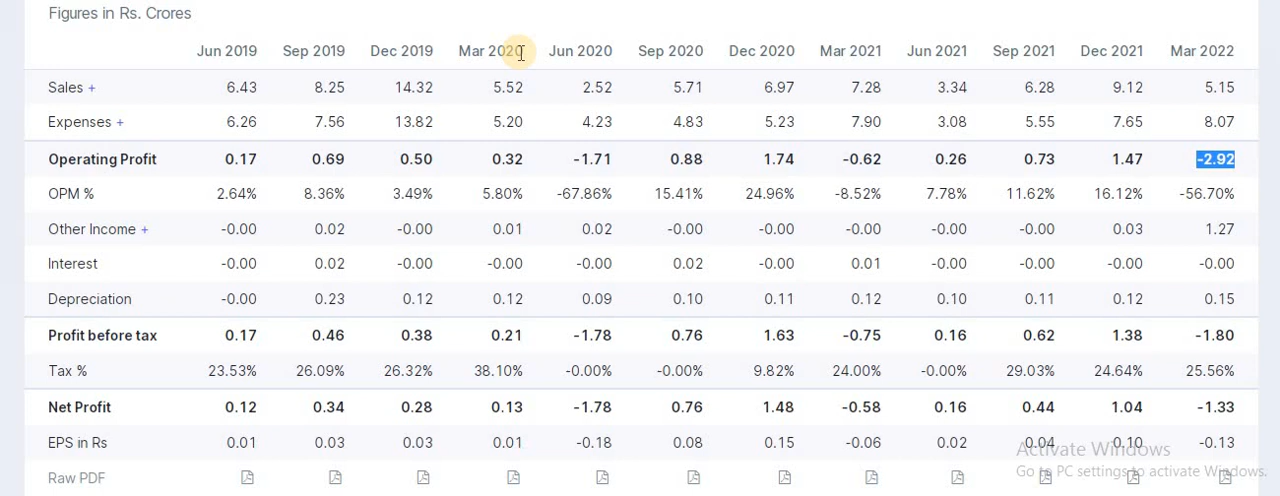 Figures in Rs. Crores
Jun 2019 Sep 2019 Dec 2019 Mar 2020 Jun 2020 Sep 2020 Dec 2020 Mar 2021 Jun 2021 Sep 2021 Dec 2021 Mar 2022
Sales + 6.43 8.25 14.32 5.52 2.52 5.71 6.97 7.28 3.34 6.28 9.12 5.15
Expenses + 6.26 7.56 13.82 5.20 4.23 4.83 5.23 7.90 3.08 5.55 7.65 8.07
Operating Profit 0.17 0.69 0.50 0.32 -1.71 0.88 1.74 -0.62 0.26 0.73 1.47 -2.92
OPM % 2.64% 8.36% 3.49% 5.80% -67.86% 15.41% 24.96% -8.52% 7.78% 11.62% 16.12% -56.70%
Other Income + -0.00 0.02 -0.00 0.01 0.02 -0.00 -0.00 -0.00 -0.00 -0.00 0.03 1.27
Interest -0.00 0.02 -0.00 -0.00 -0.00 0.02 -0.00 0.01 -0.00 -0.00 -0.00 -0.00
Depreciation -0.00 0.23 0.12 0.12 0.09 0.10 0.11 0.12 0.10 0.11 0.12 0.15
Profit before tax 0.17 0.46 0.38 0.21 -1.78 0.76 1.63 -0.75 0.16 0.62 1.38 -1.80
Tax % 23.53% 26.09% 26.32% 38.10% -0.00% -0.00% 9.82% 24.00% -0.00% 29.03% 24.64% 25.56%
Net Profit 0.12 0.34 0.28 0.13 -1.78 0.76 1.48 -0.58 0.16 0.44 1.04 -1.33
EPS in Rs 0.01 0.03 0.03 0.01 -0.18 0.08 0.15 -0.06 0.02 0.04 0.10 -0.13
Activate Windows
Go to PC settings to activate Windows.
Raw PDF